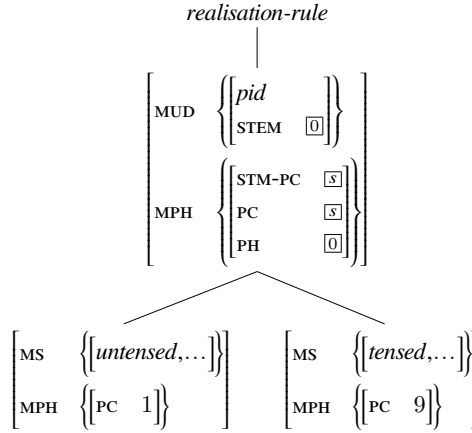 realisation-rule
MUD {[pid
STEM 0]}
MPH {[STM-PC s
PC s
PH 0]}
MS {[untensed,…]} MS {[tensed,…]}
MPH {[PC 1]} MPH {[PC 9]}